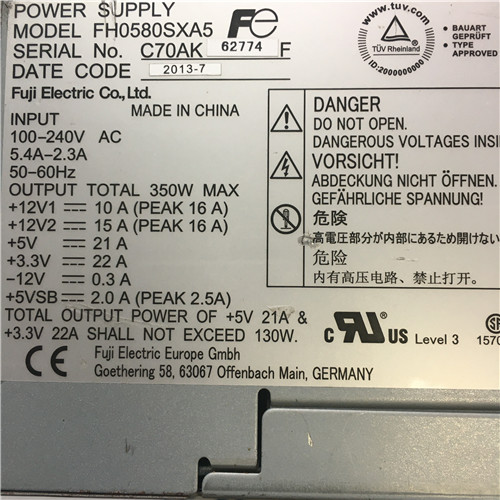 POWER SUPPLY
MODEL FH0580SXA5
SERIAL No. C70AK 62774 F
DATE CODE 2013-7
Fuji Electric Co., Ltd.
MADE IN CHINA
INPUT
100-240V AC
5.4A-2.3A
50-60Hz
OUTPUT TOTAL 350W MAX
+12V1 10 A (PEAK 16 A)
+12V2 15 A (PEAK 16 A)
+5V 21 A
+3.3V 22 A
-12V 0.3 A
+5VSB 2.0 A (PEAK 2.5A)
TOTAL OUTPUT POWER OF +5V 21A &
+3.3V 22A SHALL NOT EXCEED 130W.
CE
Fuji Electric Europe Gmbh
Goethering 58, 63067 Offenbach Main, GERMANY
Fe
www.tuv.com
TÜV Rheinland
ID:2000000000
BAUART
GEPRÜFT
TYPE
APPROVED
DANGER
DO NOT OPEN.
DANGEROUS VOLTAGES INSI
VORSICHT!
ABDECKUNG NICHT ÖFFNEN.
GEFÄHRLICHE SPANNUNG!
危険
高電圧部分が内部にあるため開けない
危险
内有高压电路、禁止打开。
c RU US Level 3 1570